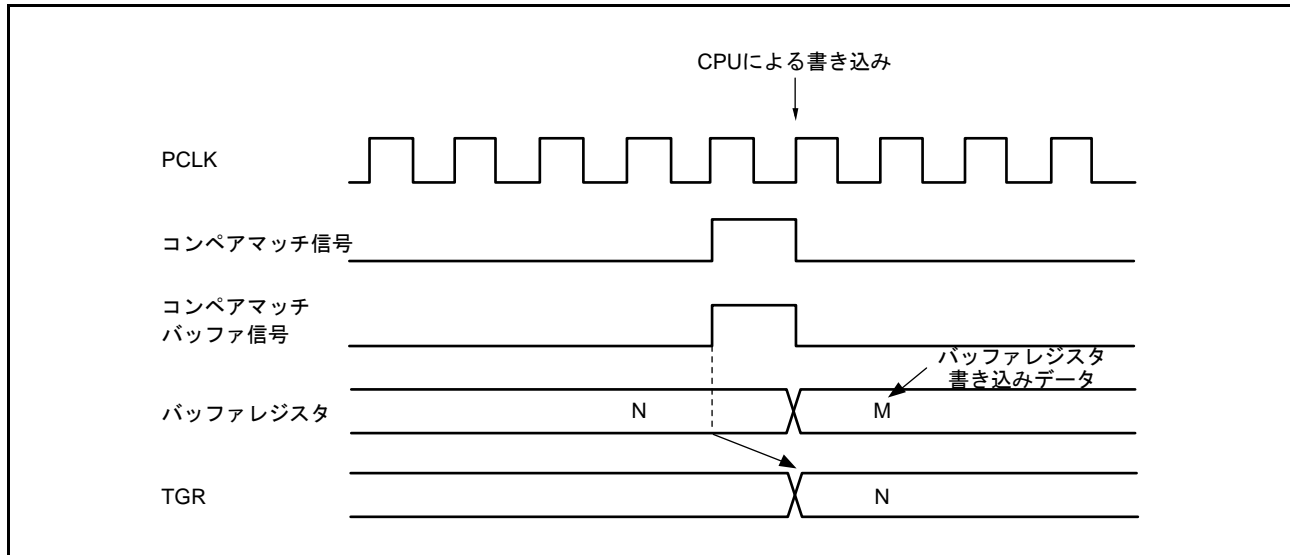 CPUによる書き込み
PCLK
コンペアマッチ信号
コンペアマッチ
バッファ信号
バッファレジスタ
書き込みデータ
バッファレジスタ
N
M
TGR
N